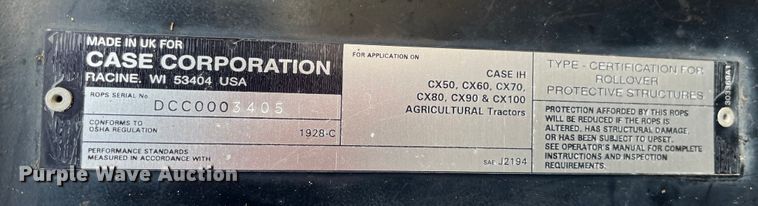 MADE IN UK FOR
CASE CORPORATION
RACINE, WI 53404 USA
ROPS SERIAL No.
DCC0003405
CONFORMS TO
OSHA REGULATION
1928-C
PERFORMANCE STANDARDS
MEASURED IN ACCORDANCE WITH
SAE J2194
FOR APPLICATION ON
CASE IH
CX50, CX60, CX70,
CX80, CX90 & CX100
AGRICULTURAL Tractors
TYPE - CERTIFICATION FOR
ROLLOVER
PROTECTIVE STRUCTURES
PROTECTION AFFORDED BY THIS ROPS
WILL BE REDUCED IF THE ROPS IS
ALTERED, HAS STRUCTURAL DAMAGE,
OR HAS BEEN SUBJECT TO UPSET.
SEE OPERATOR'S MANUAL FOR COMPLETE
INSTRUCTIONS AND INSPECTION
REQUIREMENTS.
Purple Wave Auction